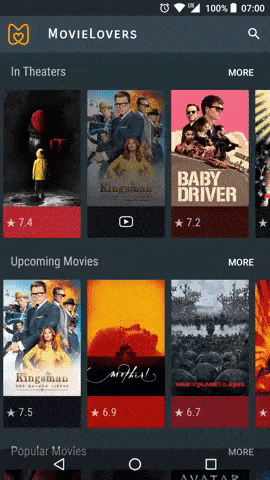 100% 07:00
MovieLovers
In Theaters MORE
Kingsman
BABY
DRIVER
★ 7.4
★ 7.2
Upcoming Movies MORE
Kingsman
mother!
★ 7.5
★ 6.9
★ 6.7
Popular Movies MORE
AVATAR